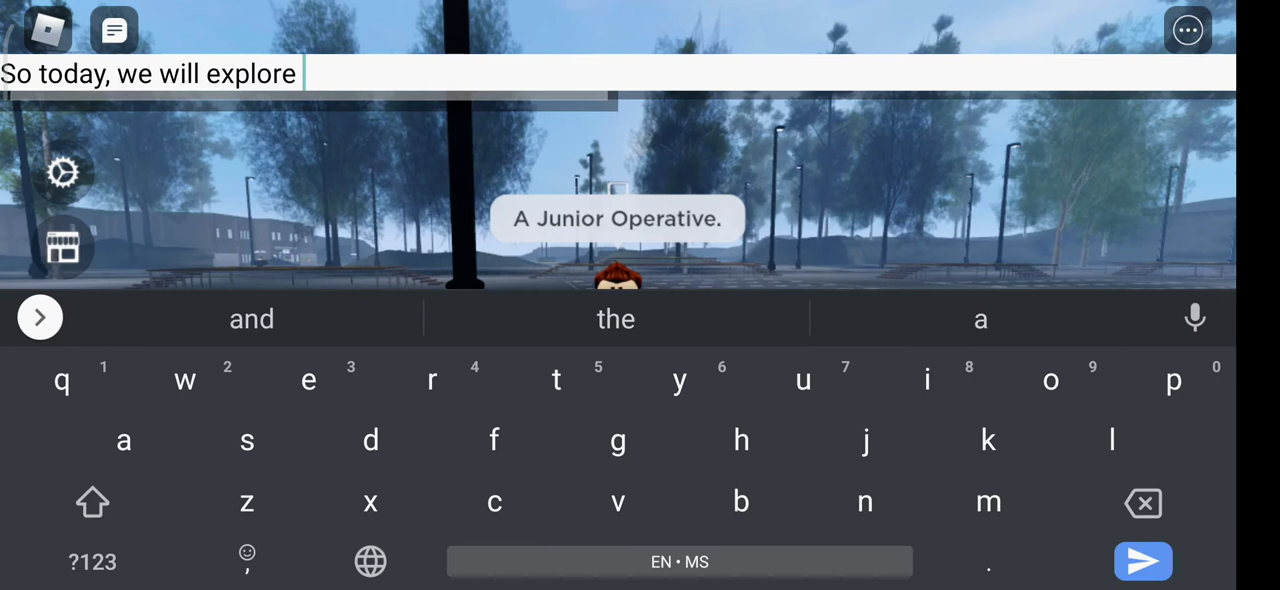 So today, we will explore
A Junior Operative.
and the a
1 2 3 4 5 6 7 8 9 0
q w e r t y u i o p
a s d f g h j k l
z x c v b n m
?123 , EN • MS .